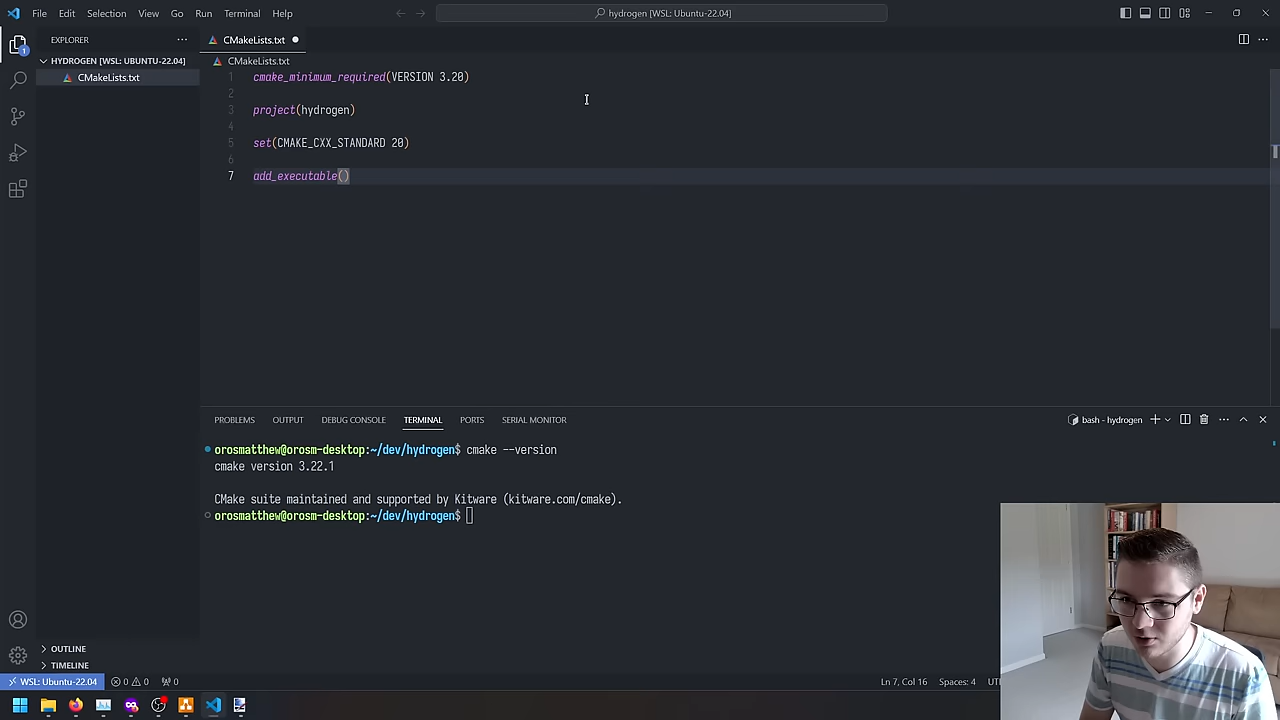 File Edit Selection View Go Run Terminal Help
hydrogen [WSL: Ubuntu-22.04]
EXPLORER
CMakeLists.txt
HYDROGEN [WSL: UBUNTU-22.04]
CMakeLists.txt
CMakeLists.txt
1 cmake_minimum_required(VERSION 3.20)
2
3 project(hydrogen)
4
5 set(CMAKE_CXX_STANDARD 20)
6
7 add_executable()
PROBLEMS OUTPUT DEBUG CONSOLE TERMINAL PORTS SERIAL MONITOR
bash - hydrogen
orosmatthew@orosm-desktop:~/dev/hydrogen$ cmake --version
cmake version 3.22.1
CMake suite maintained and supported by Kitware (kitware.com/cmake).
orosmatthew@orosm-desktop:~/dev/hydrogen$
OUTLINE
TIMELINE
1
WSL: Ubuntu-22.04 0 0 0 Ln 7, Col 16 Spaces: 4 UT